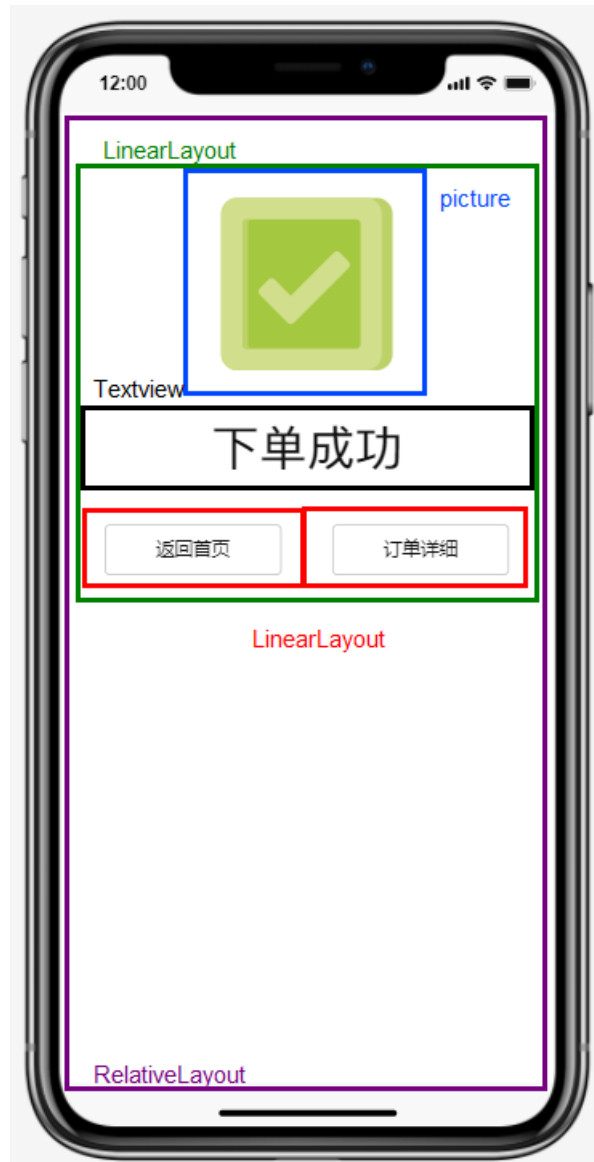 12:00
LinearLayout
picture
Textview
下单成功
返回首页
订单详细
LinearLayout
RelativeLayout